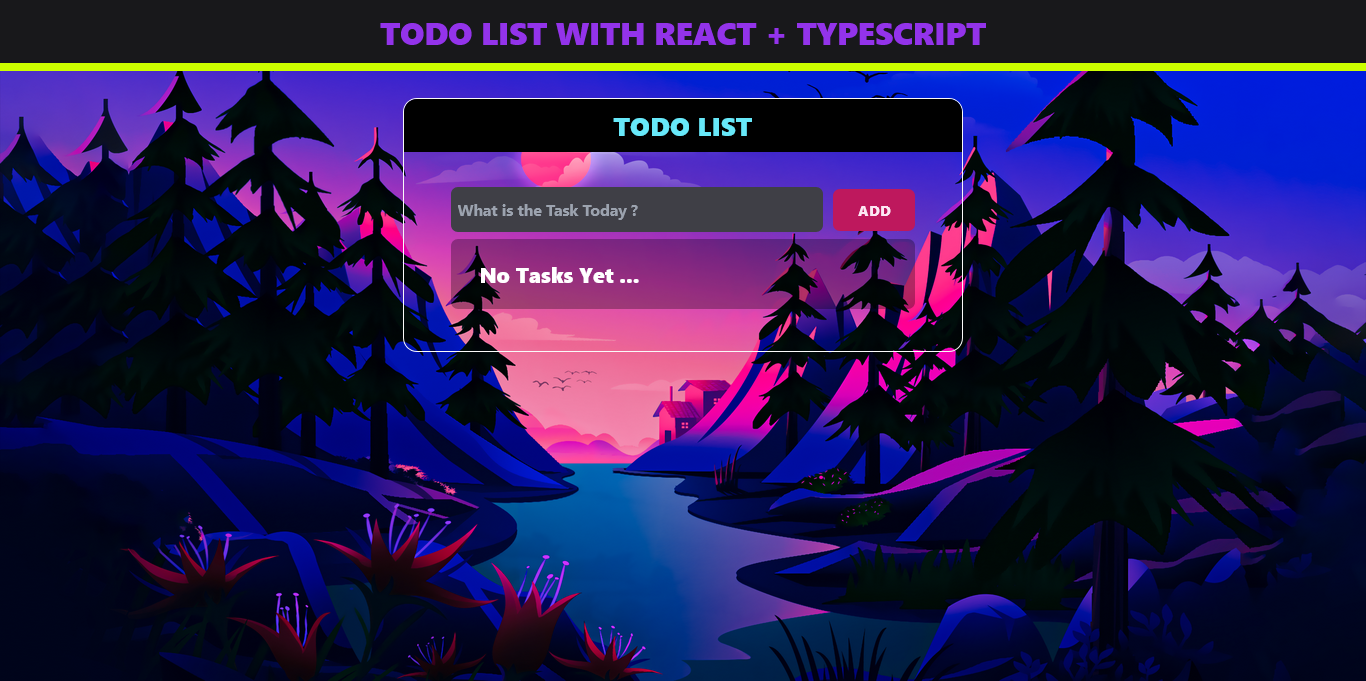 TODO LIST WITH REACT + TYPESCRIPT
TODO LIST
What is the Task Today ?
ADD
No Tasks Yet ...